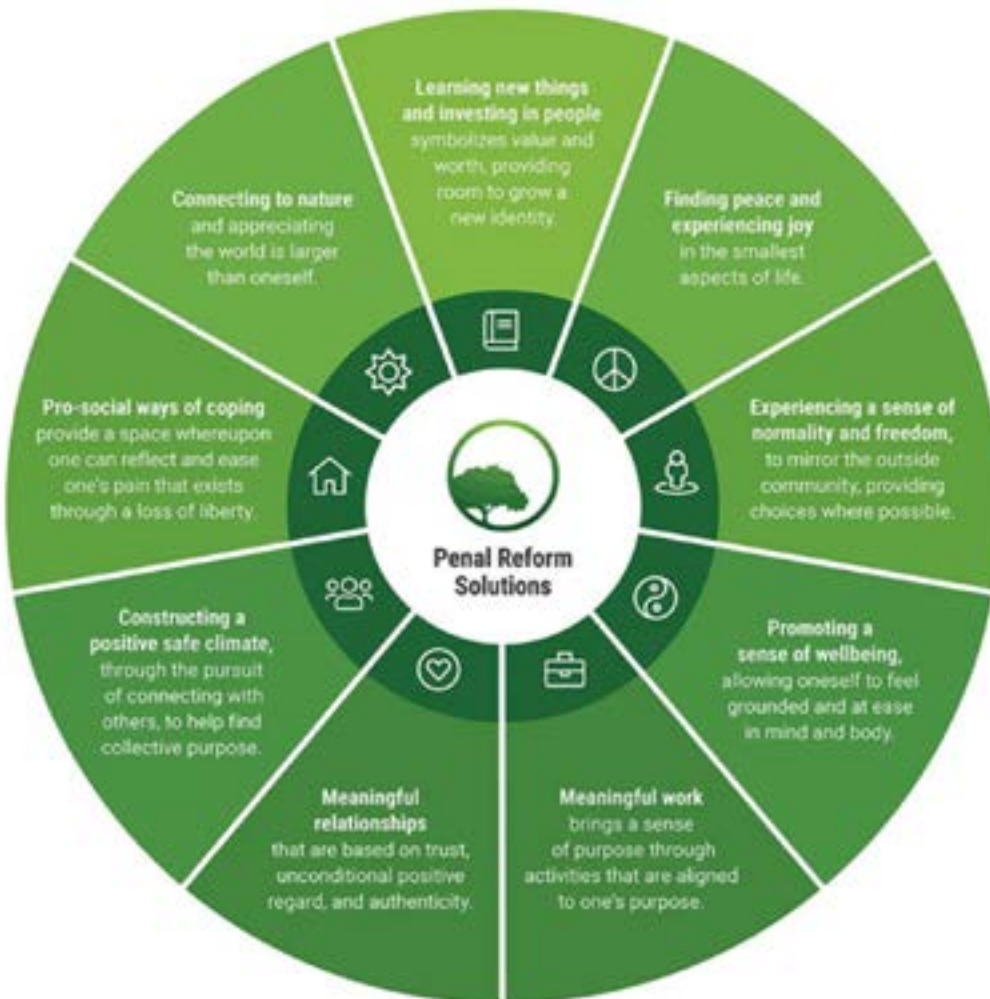 Learning new things
and investing in people
symbolizes value and
worth, providing
room to grow a
new identity.
Finding peace and
experiencing joy
in the smallest
aspects of life.
Experiencing a sense of
normality and freedom,
to mirror the outside
community, providing
choices where possible.
Promoting a
sense of wellbeing,
allowing oneself to feel
grounded and at ease
in mind and body.
Meaningful work
brings a sense
of purpose through
activities that are aligned
to one's purpose.
Meaningful
relationships
that are based on trust,
unconditional positive
regard, and authenticity.
Constructing a
positive safe climate,
through the pursuit
of connecting with
others, to help find
collective purpose.
Pro-social ways of coping
provide a space whereupon
one can reflect and ease
one's pain that exists
through a loss of liberty.
Connecting to nature
and appreciating
the world is larger
than oneself.
Penal Reform
Solutions